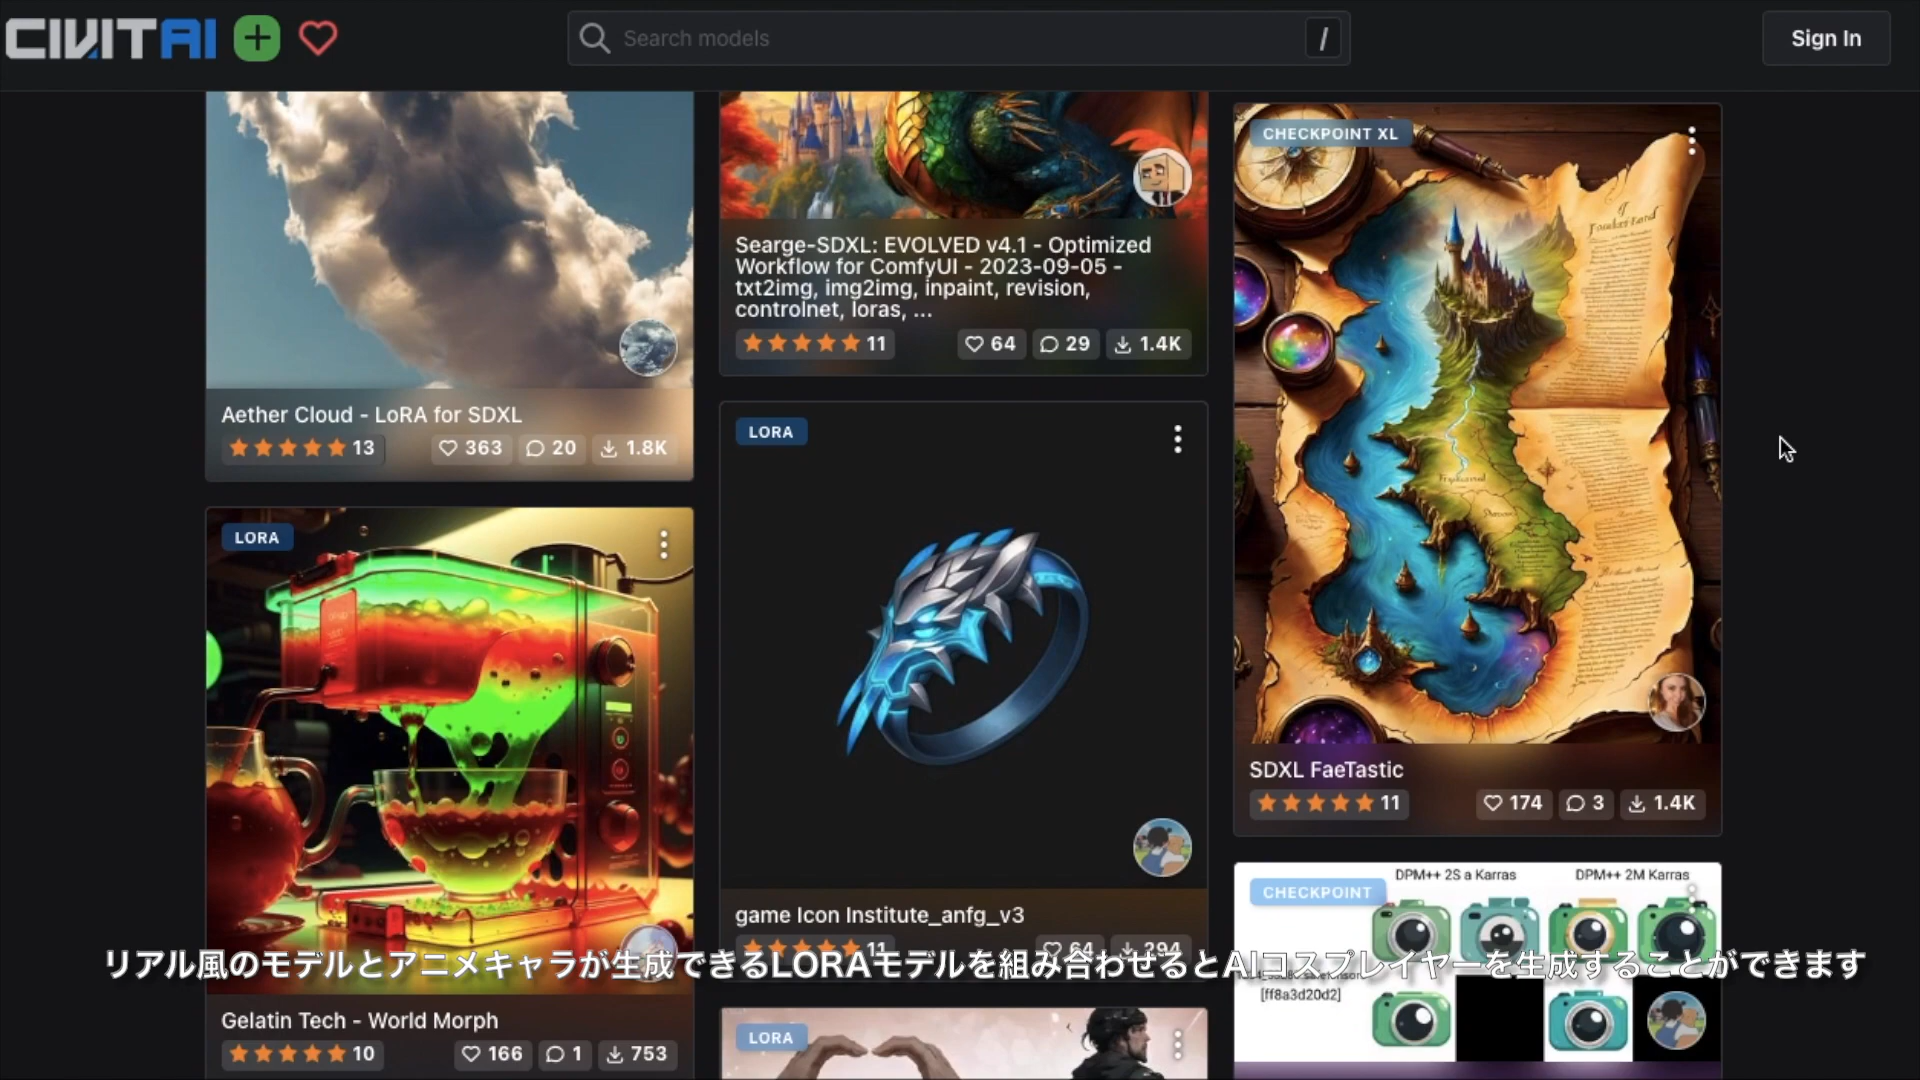 CIVITAI
Search models
/
Sign In
Aether Cloud - LoRA for SDXL
13
363
20
1.8K
LORA
Gelatin Tech - World Morph
10
166
1
753
Searge-SDXL: EVOLVED v4.1 - Optimized
Workflow for ComfyUI - 2023-09-05 -
txt2img, img2img, inpaint, revision,
controlnet, loras, ...
11
64
29
1.4K
LORA
game Icon Institute_anfg_v3
11
64
294
LORA
CHECKPOINT XL
SDXL FaeTastic
11
174
3
1.4K
CHECKPOINT
DPM++ 2S a Karras
DPM++ 2M Karras
[ff8a3d20d2]
リアル風のモデルとアニメキャラが生成できるLORAモデルを組み合わせるとAIコスプレイヤーを生成することができます